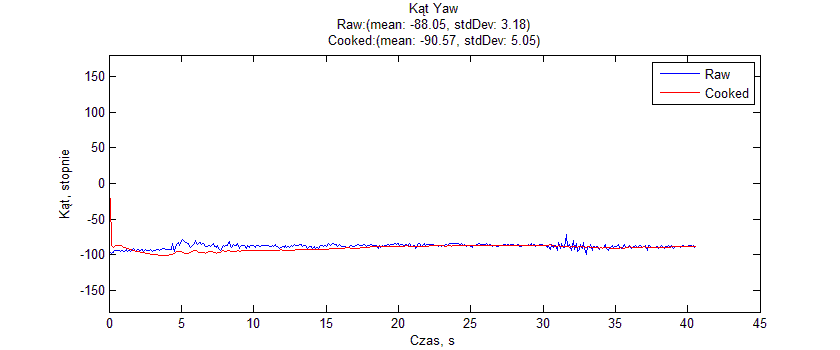 Kąt Yaw
Raw:(mean: -88.05, stdDev: 3.18)
Cooked:(mean: -90.57, stdDev: 5.05)
Raw
Cooked
Kąt, stopnie
150
100
50
0
-50
-100
-150
0 5 10 15 20 25 30 35 40 45
Czas, s